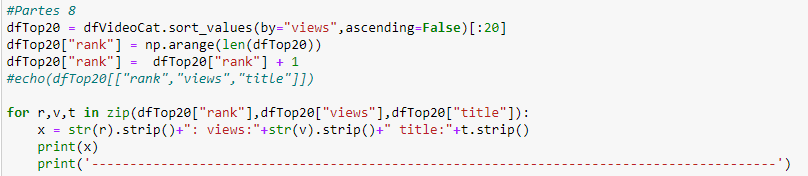 #Partes 8
dfTop20 = dfVideoCat.sort_values(by="views",ascending=False)[:20]
dfTop20["rank"] = np.arange(len(dfTop20))
dfTop20["rank"] =  dfTop20["rank"] + 1
#echo(dfTop20[["rank","views","title"]])

for r,v,t in zip(dfTop20["rank"],dfTop20["views"],dfTop20["title"]):
    x = str(r).strip()+": views:"+str(v).strip()+" title:"+t.strip()
    print(x)
    print('------------------------------------------------------------------------------------------')